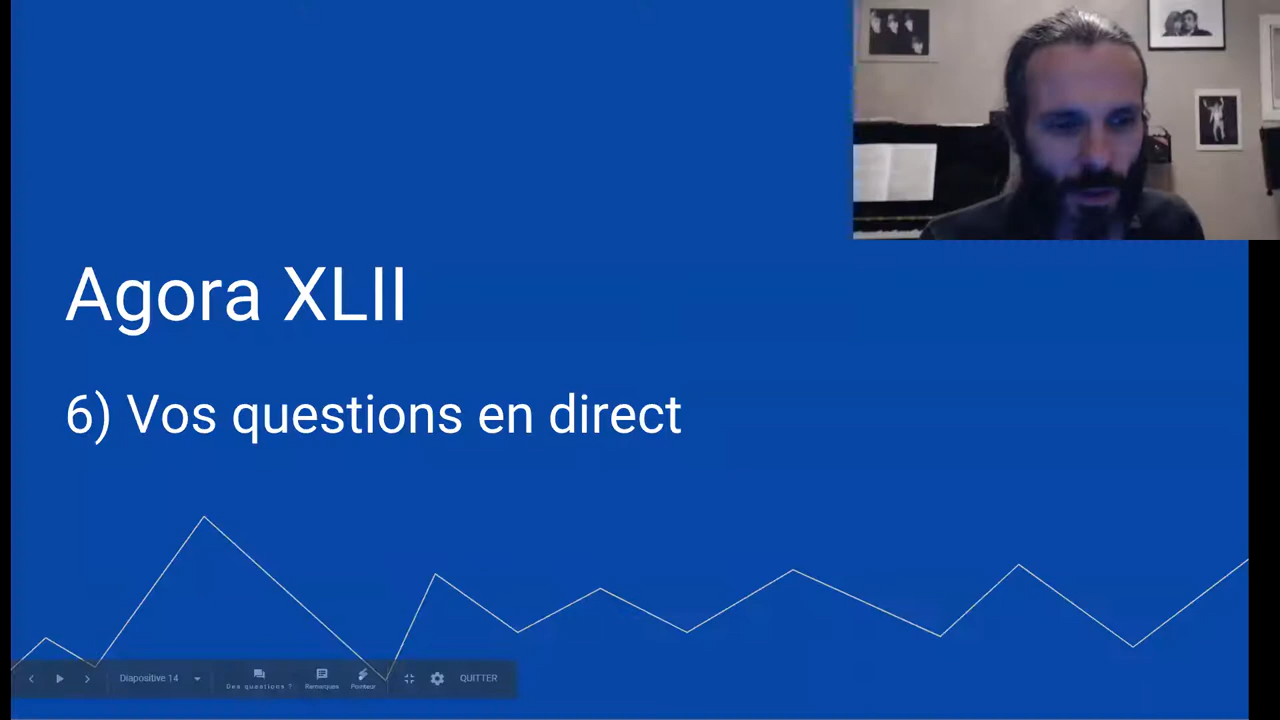 Agora XLII
6) Vos questions en direct
Diapositive 14
Des questions ?
Remarques
Pointeur
QUITTER